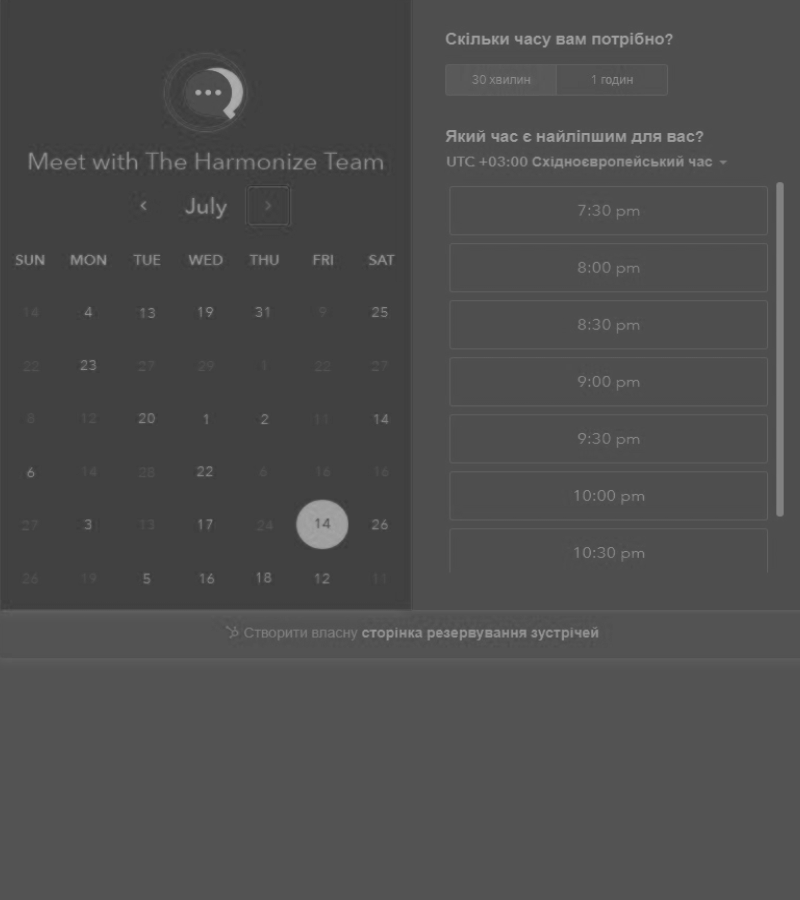 Meet with The Harmonize Team
July
SUN MON TUE WED THU FRI SAT
14 4 13 19 31 9 25
22 23 27 29 1 22 27
8 12 20 1 2 11 14
6 14 28 22 6 16 16
27 3 13 17 24 14 26
26 19 5 16 18 12 11
Скільки часу вам потрібно?
30 хвилин 1 годин
Який час є найліпшим для вас?
UTC +03:00 Східноєвропейський час
7:30 pm
8:00 pm
8:30 pm
9:00 pm
9:30 pm
10:00 pm
10:30 pm
Створити власну сторінка резервування зустрічей